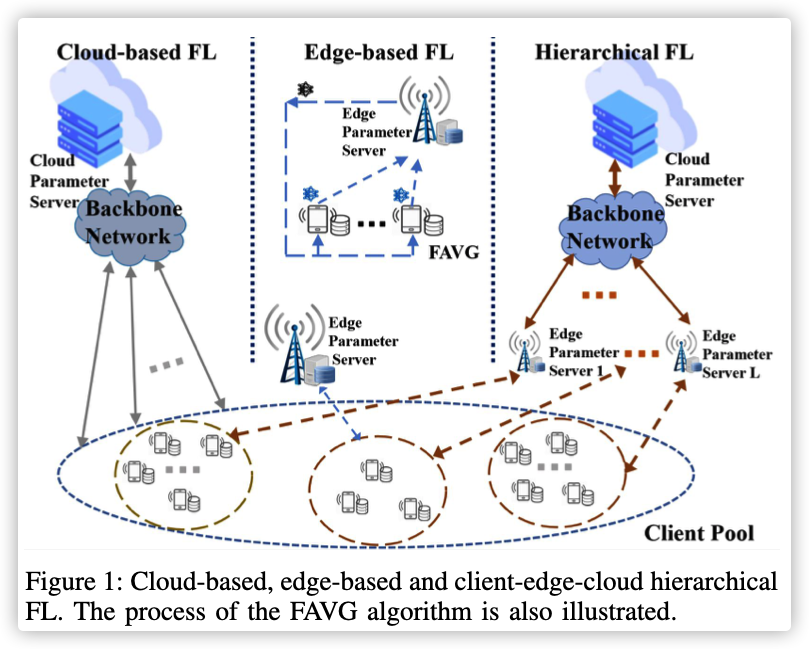 Cloud-based FL
Edge-based FL
Hierarchical FL
Cloud
Parameter
Server
Backbone
Network
Edge
Parameter
Server
FAVG
Edge
Parameter
Server
Cloud
Parameter
Server
Backbone
Network
Edge
Parameter
Server 1
Edge
Parameter
Server L
Client Pool
Figure 1: Cloud-based, edge-based and client-edge-cloud hierarchical
FL. The process of the FAVG algorithm is also illustrated.